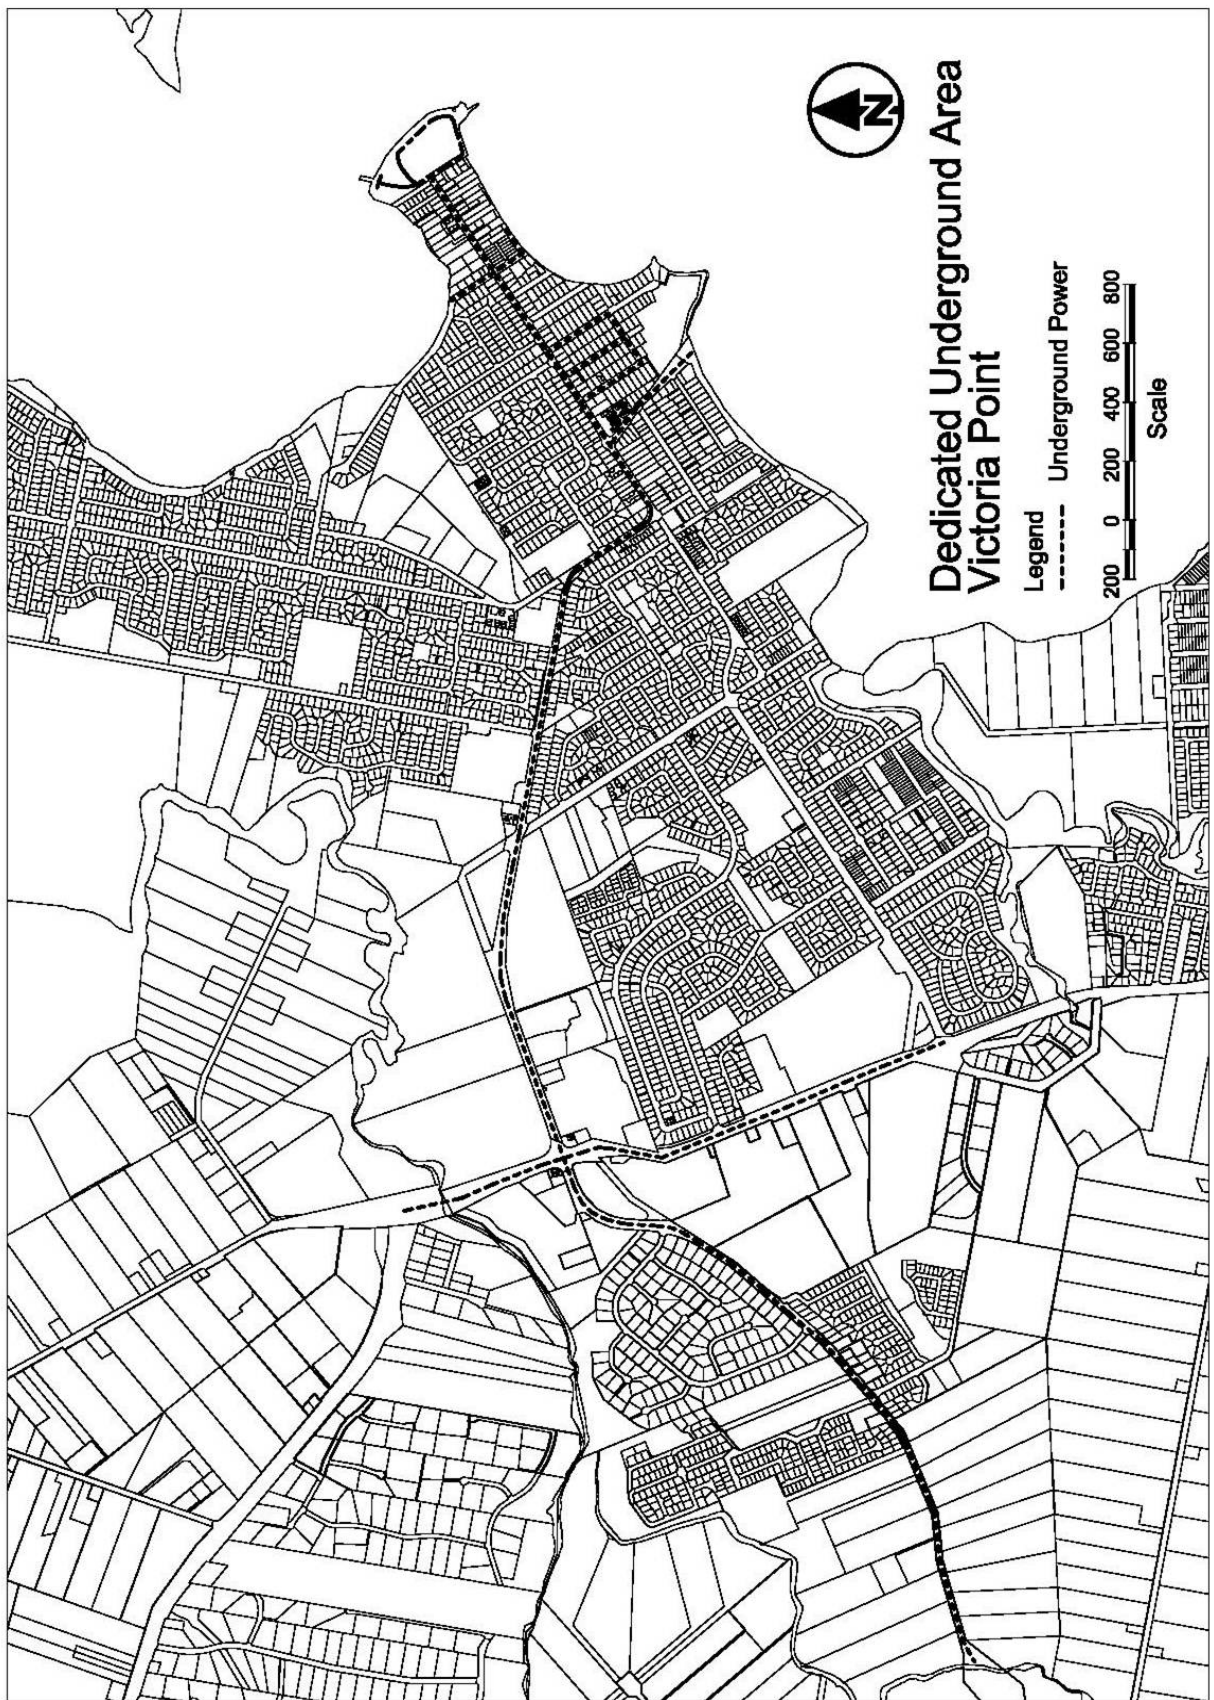 N
Dedicated Underground Area
Victoria Point
Legend
Underground Power
200 0 200 400 600 800
Scale